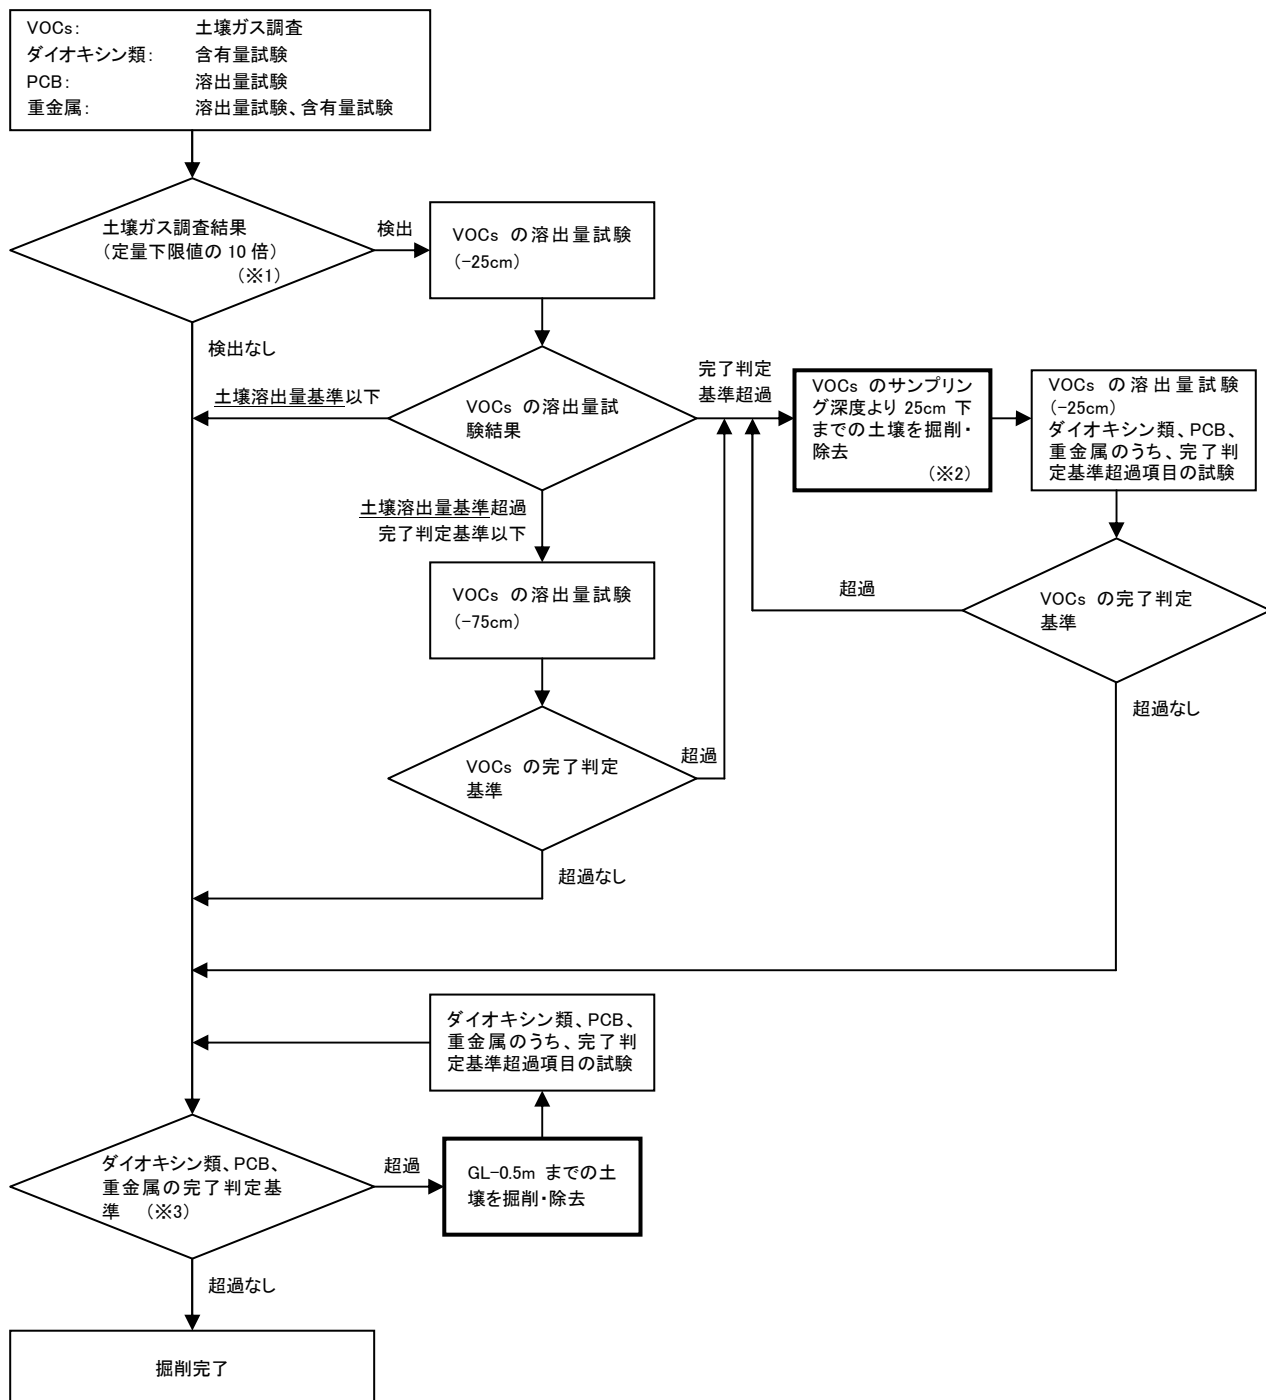 VOCs: 土壌ガス調査
ダイオキシン類: 含有量試験
PCB: 溶出量試験
重金属: 溶出量試験、含有量試験
土壌ガス調査結果
(定量下限値の 10 倍)
(※1)
検出
VOCs の溶出量試験
(-25cm)
検出なし
土壌溶出量基準以下
VOCs の溶出量試
験結果
完了判定
基準超過
VOCs のサンプリン
グ深度より 25cm 下
までの土壌を掘削・
除去
(※2)
VOCs の溶出量試験
(-25cm)
ダイオキシン類、PCB、
重金属のうち、完了判
定基準超過項目の試験
土壌溶出量基準超過
完了判定基準以下
VOCs の溶出量試験
(-75cm)
超過
VOCs の完了判定
基準
超過なし
VOCs の完了判定
基準
超過
超過なし
ダイオキシン類、PCB、
重金属のうち、完了判
定基準超過項目の試験
ダイオキシン類、PCB、
重金属の完了判定基
準 (※3)
超過
GL-0.5m までの土
壌を掘削・除去
超過なし
掘削完了